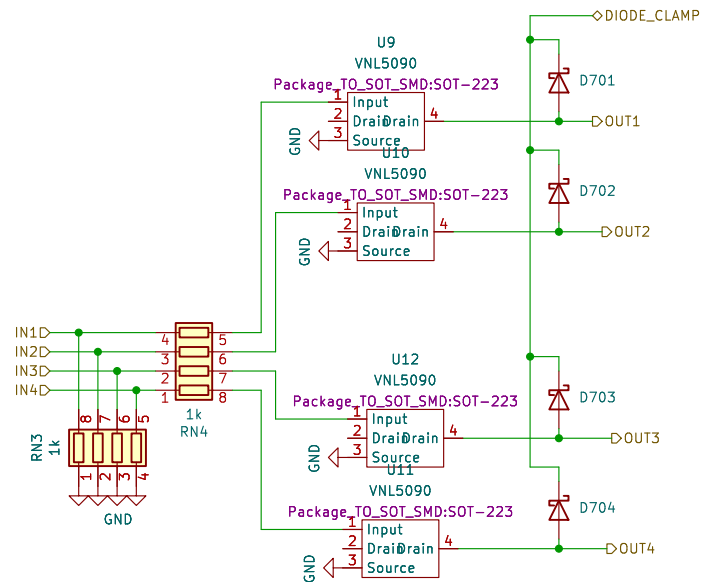 DIODE_CLAMP
U9
VNL5090
Package_TO_SOT_SMD:SOT-223
1 Input
2 Drain Drain 4
3 Source
GND
D701
OUT1
U10
VNL5090
Package_TO_SOT_SMD:SOT-223
1 Input
2 Drain Drain 4
3 Source
GND
D702
OUT2
IN1 4 5
IN2 3 6
IN3 2 7
IN4 1 8
1k
RN4
8 7 6 5
RN3
1k
1 2 3 4
GND
U12
VNL5090
Package_TO_SOT_SMD:SOT-223
1 Input
2 Drain Drain 4
3 Source
GND
D703
OUT3
U11
VNL5090
Package_TO_SOT_SMD:SOT-223
1 Input
2 Drain Drain 4
3 Source
GND
D704
OUT4